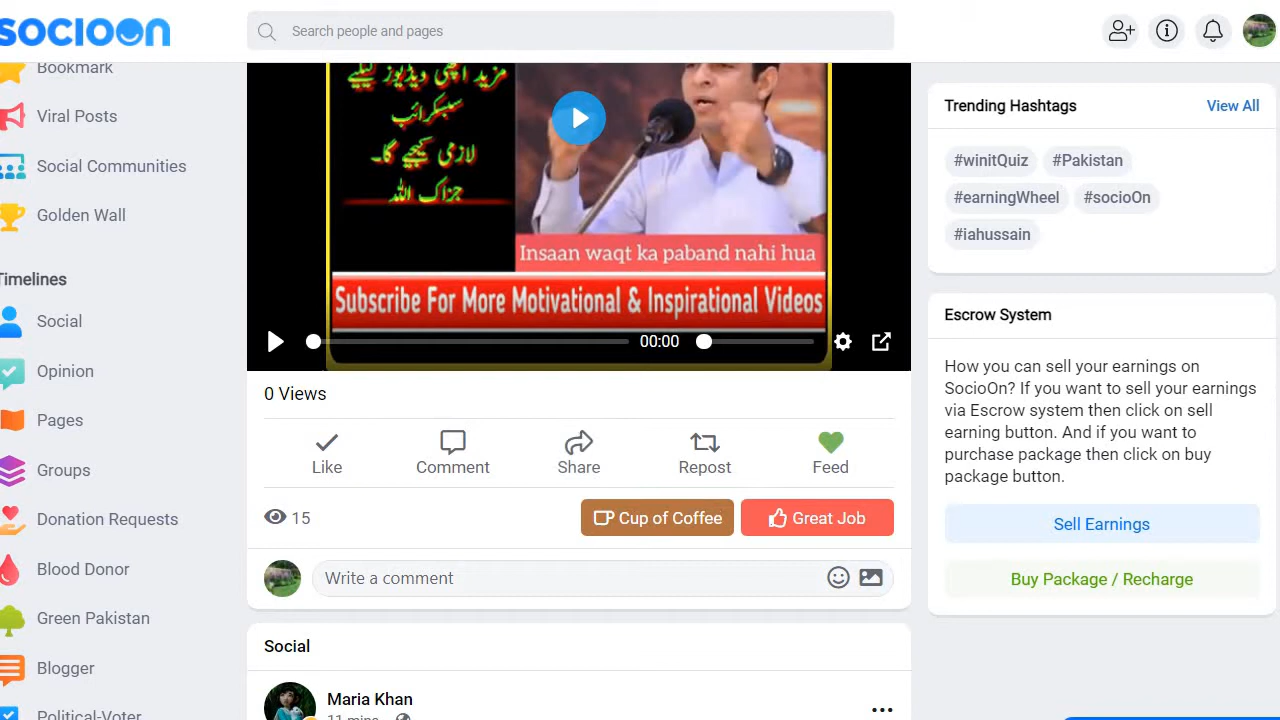 socioon
Search people and pages
Bookmark
Viral Posts
Social Communities
Golden Wall
Timelines
Social
Opinion
Pages
Groups
Donation Requests
Blood Donor
Green Pakistan
Blogger
Political-Voter
مزید اچھی ویڈیوز کیلیے
سبسکرائب
لازمی کیجیے گا۔
جزاک اللہ
Insaan waqt ka paband nahi hua
Subscribe For More Motivational & Inspirational Videos
00:00
0 Views
Like Comment Share Repost Feed
15 Cup of Coffee Great Job
Write a comment
Social
Maria Khan
11 mins
Trending Hashtags View All
#winitQuiz #Pakistan
#earningWheel #socioOn
#iahussain
Escrow System
How you can sell your earnings on
SocioOn? If you want to sell your earnings
via Escrow system then click on sell
earning button. And if you want to
purchase package then click on buy
package button.
Sell Earnings
Buy Package / Recharge